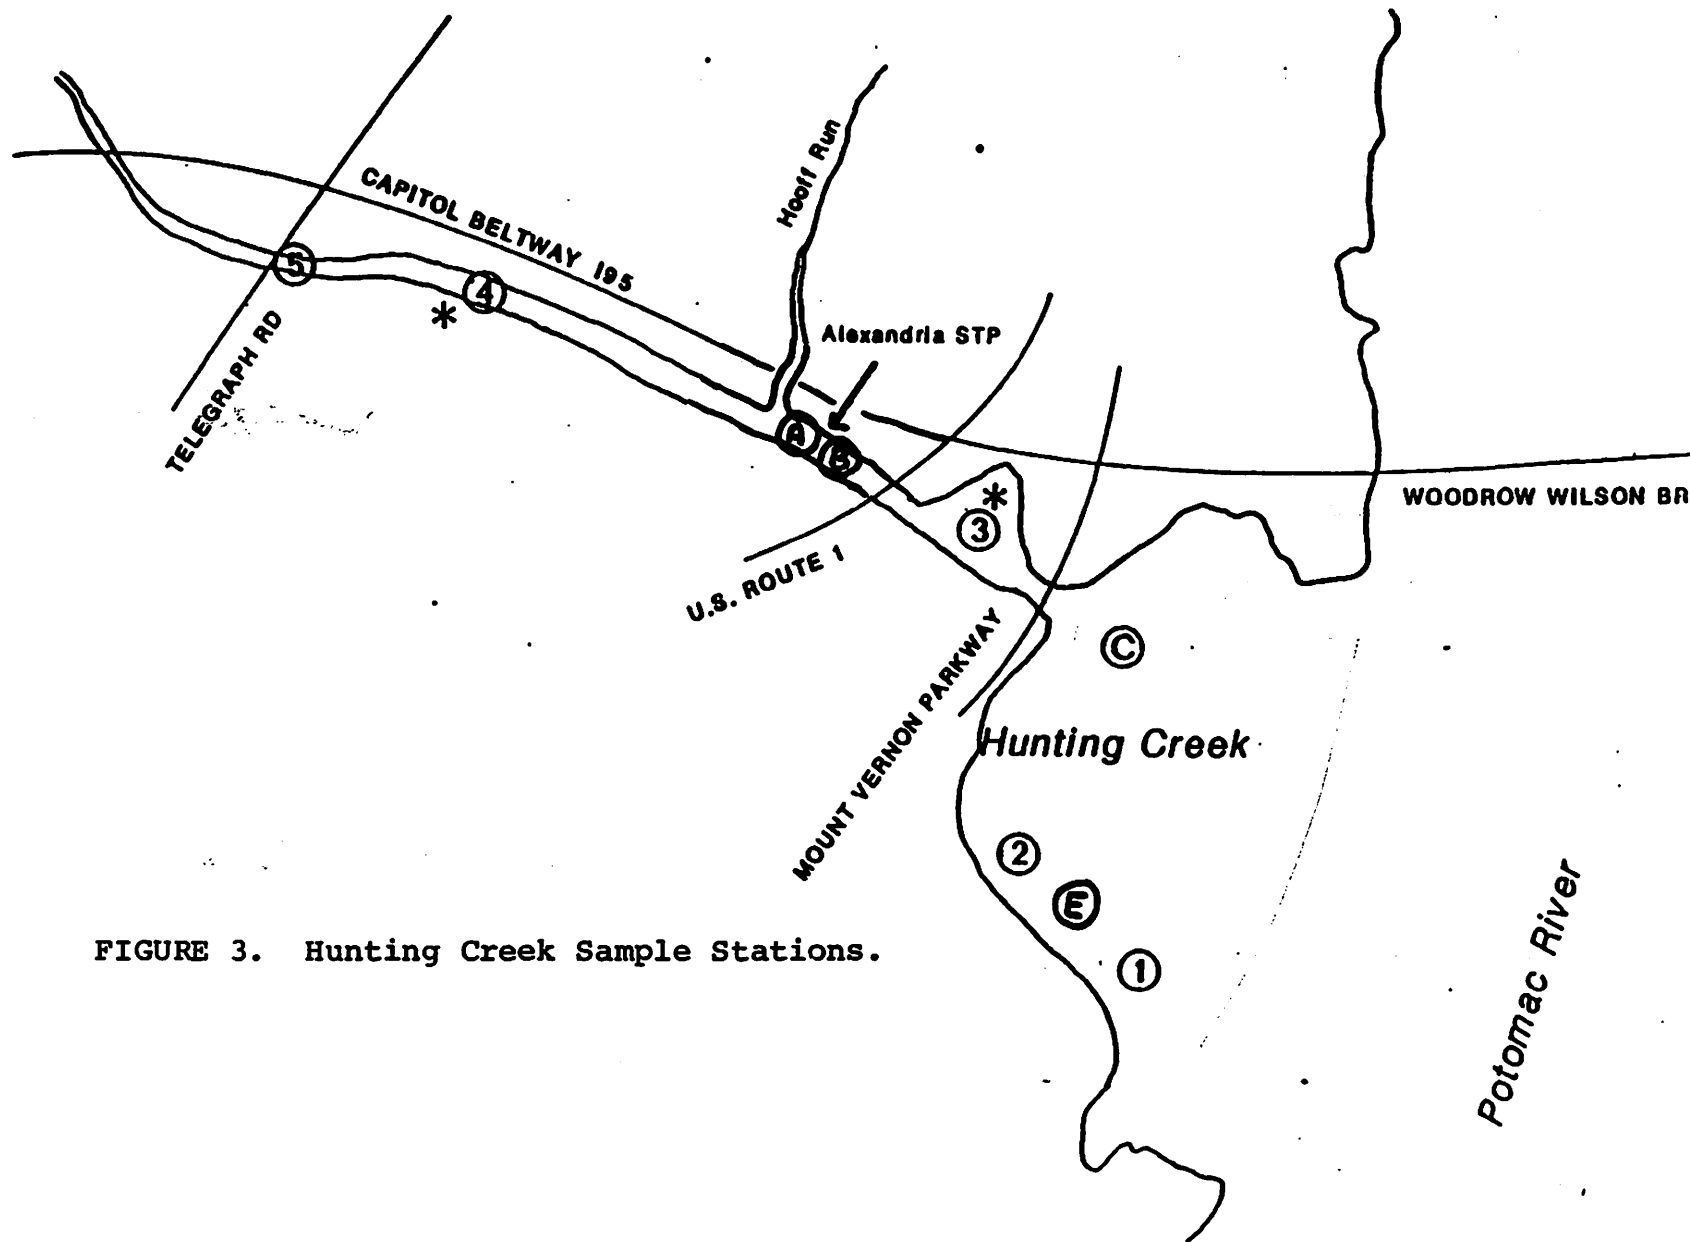 Hooff Run
CAPITOL BELTWAY I95
5
4
*
Alexandria STP
TELEGRAPH RD
A
B
*
3
WOODROW WILSON BR
U.S. ROUTE 1
C
MOUNT VERNON PARKWAY
Hunting Creek
2
E
1
Potomac River
FIGURE 3. Hunting Creek Sample Stations.